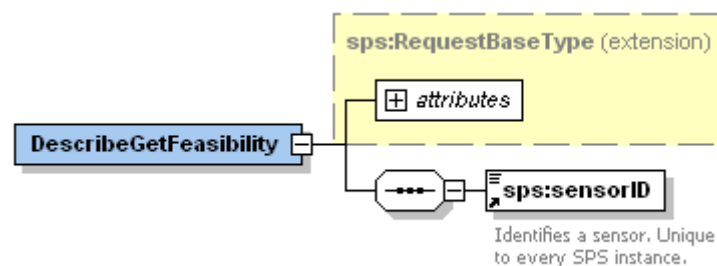 sps:RequestBaseType (extension)
attributes
DescribeGetFeasibility
sps:sensorID
Identifies a sensor. Unique
to every SPS instance.